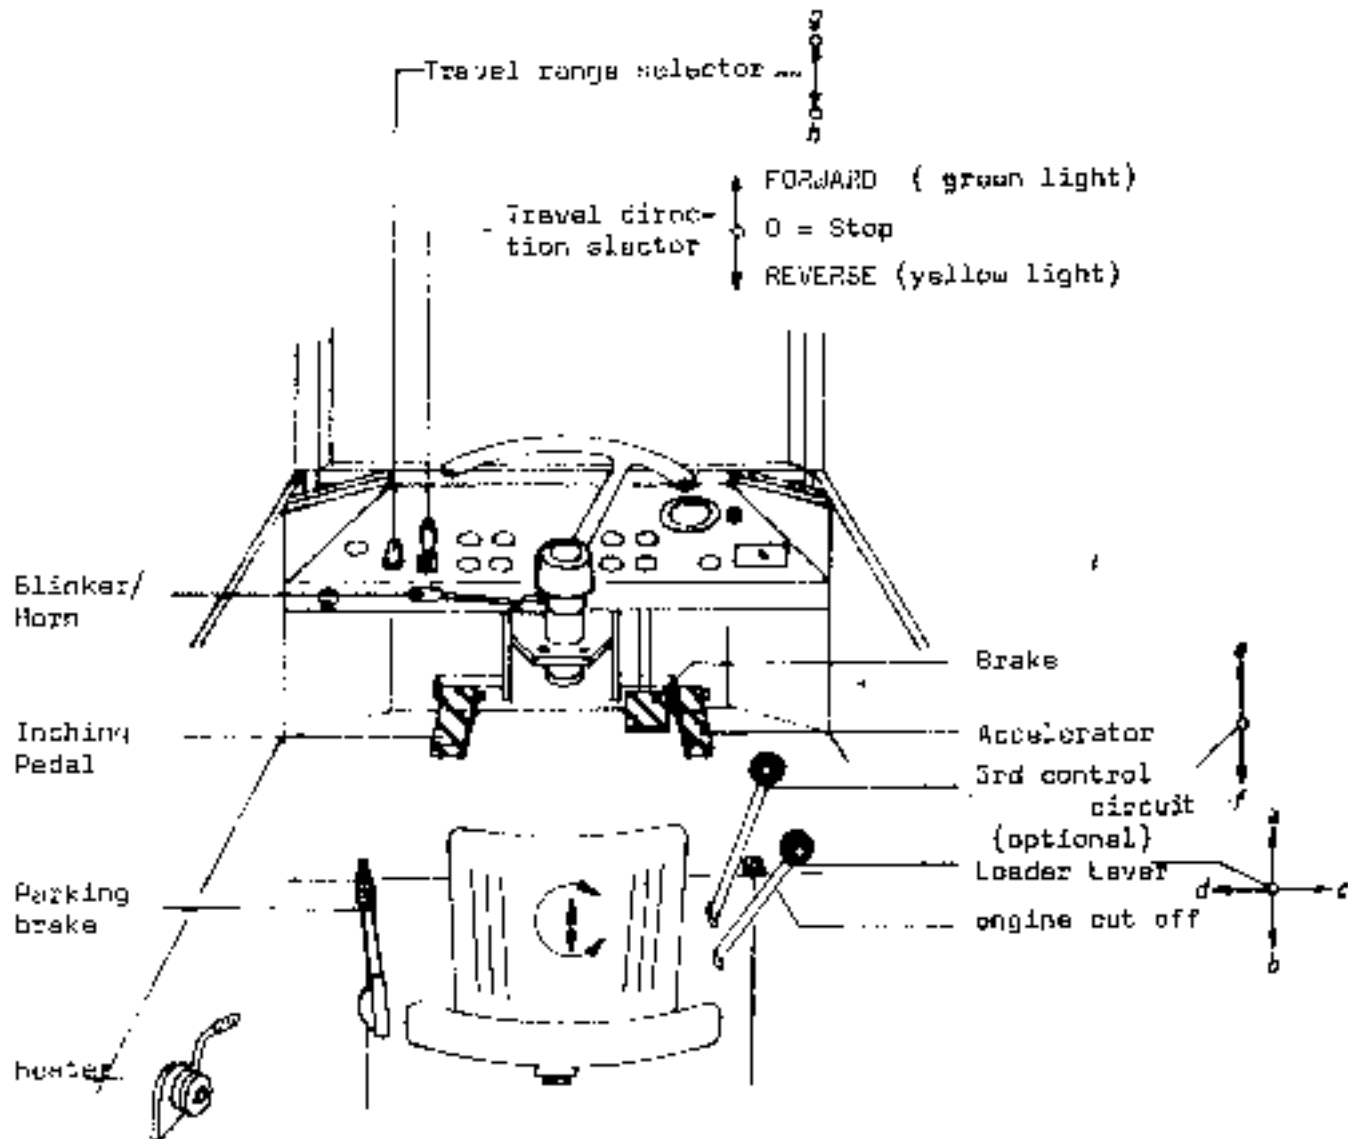 Travel range selector
FORWARD ( green light)
Travel direc-
tion slector
O = Stop
REVERSE (yellow light)
Blinker/
Horn
Brake
Inching
Pedal
Accelerator
3rd control
circuit
(optional)
Loader Lever
d
c
Parking
brake
engine cut off
b
heater